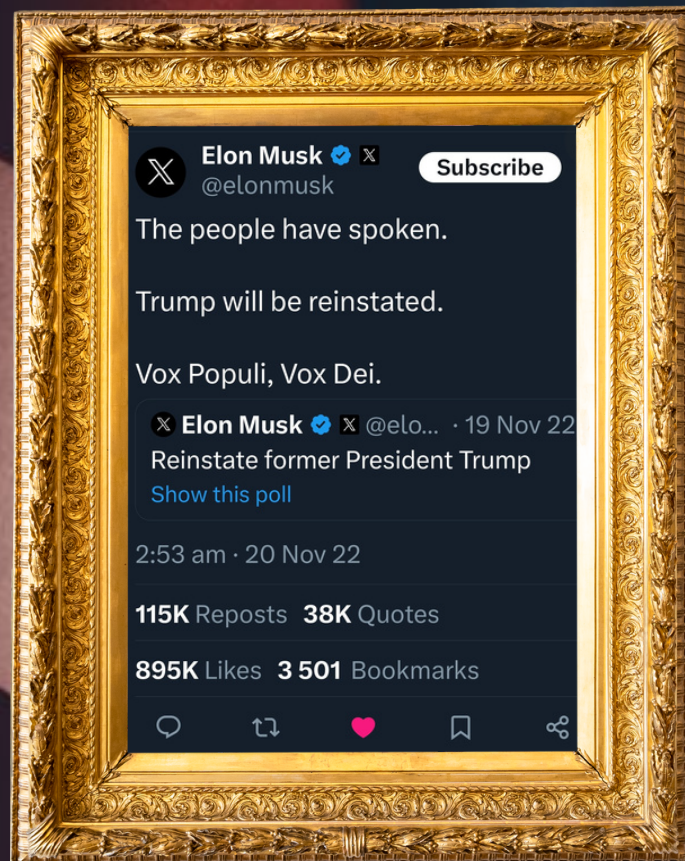 Elon Musk
@elonmusk
Subscribe
The people have spoken.
Trump will be reinstated.
Vox Populi, Vox Dei.
Elon Musk @elo... · 19 Nov 22
Reinstate former President Trump
Show this poll
2:53 am · 20 Nov 22
115K Reposts 38K Quotes
895K Likes 3 501 Bookmarks